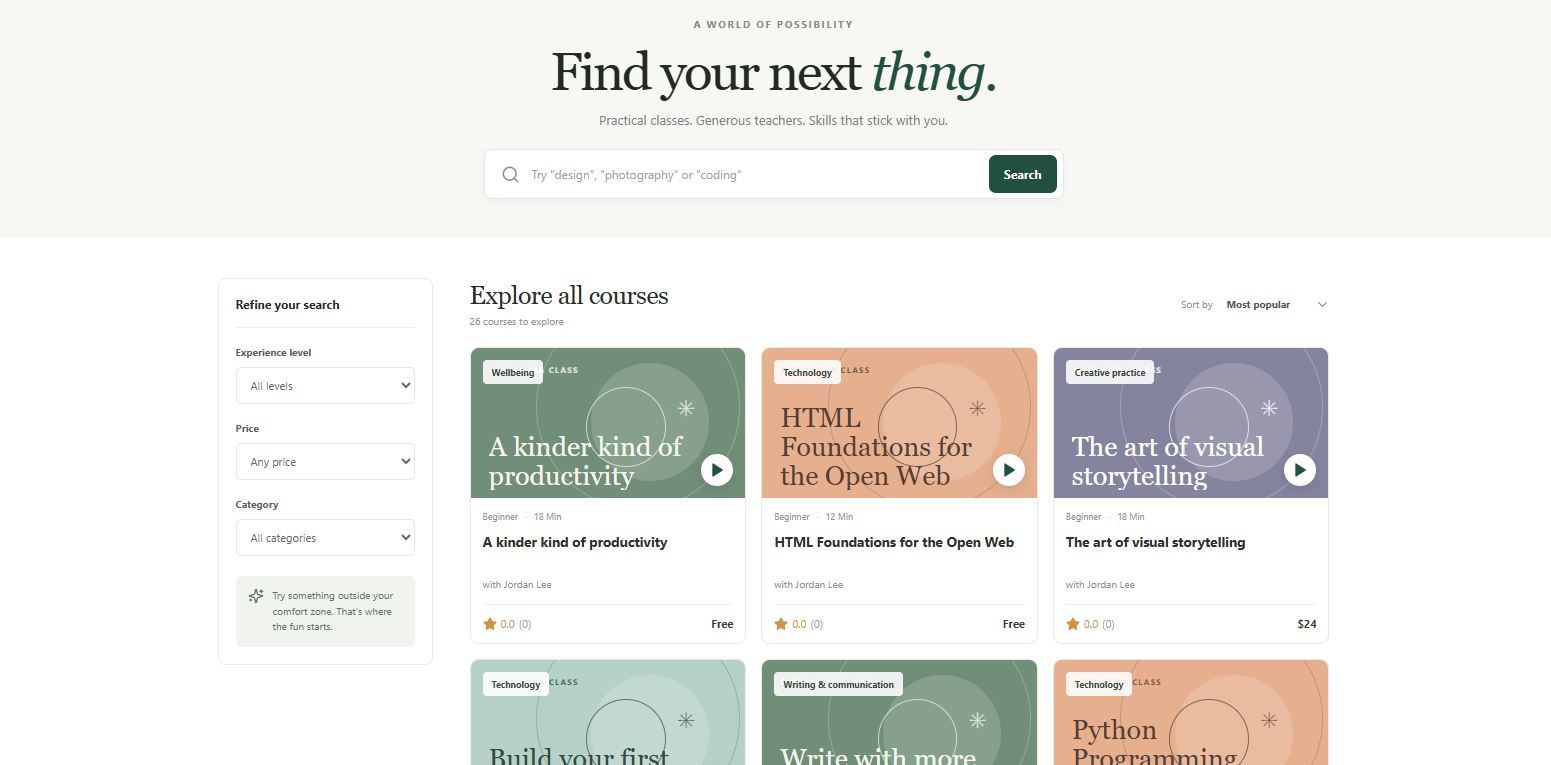 A WORLD OF POSSIBILITY
Find your next thing.
Practical classes. Generous teachers. Skills that stick with you.
Try “design”, “photography” or “coding”
Search
Refine your search
Experience level
All levels
Price
Any price
Category
All categories
Try something outside your
comfort zone. That’s where
the fun starts.
Explore all courses
26 courses to explore
Sort by Most popular
Wellbeing CLASS
A kinder kind of
productivity
Beginner · 18 Min
A kinder kind of productivity
with Jordan Lee
0.0 (0) Free
Technology CLASS
HTML
Foundations for
the Open Web
Beginner · 12 Min
HTML Foundations for the Open Web
with Jordan Lee
0.0 (0) Free
Creative practice
The art of visual
storytelling
Beginner · 18 Min
The art of visual storytelling
with Jordan Lee
0.0 (0) $24
Technology CLASS
Build your first
Writing & communication
Write with more
Technology CLASS
Python
Programming